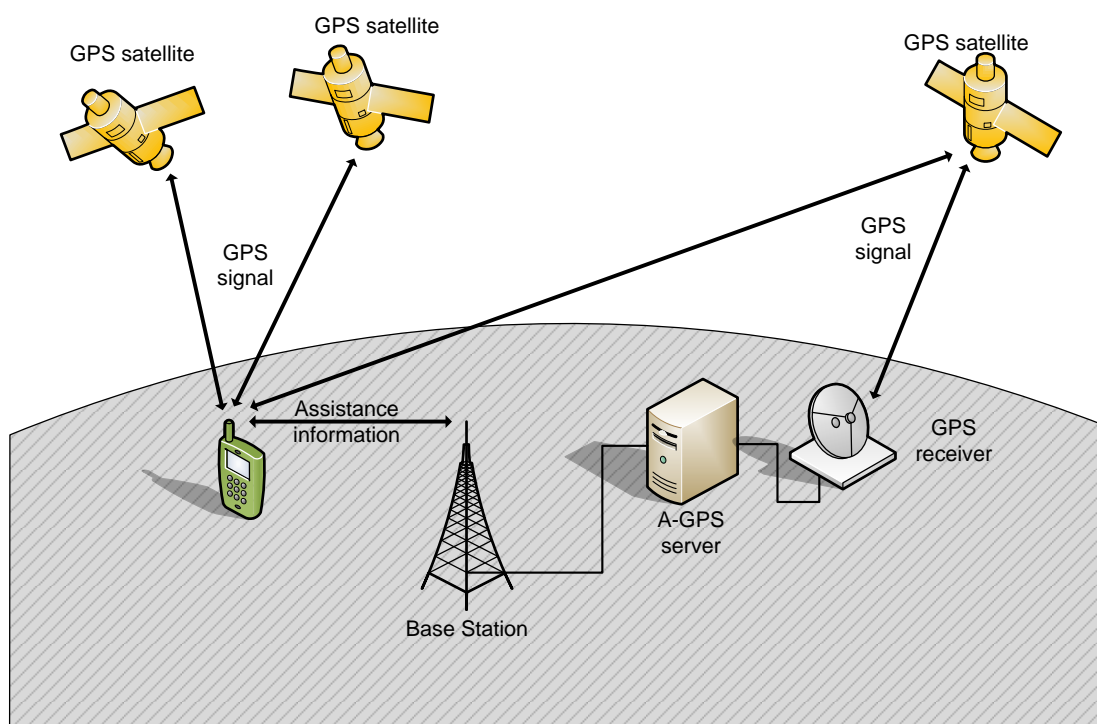 GPS satellite
GPS satellite
GPS satellite
GPS
signal
GPS
signal
Assistance
information
GPS
receiver
A-GPS
server
Base Station